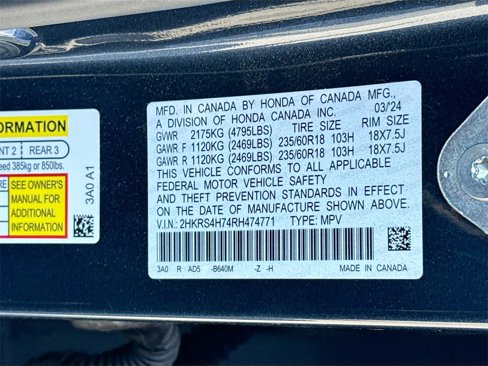 ORMATION
NT 2 | REAR 3
eed 385kg or 850lbs.
RE SEE OWNER'S
MANUAL FOR
ADDITIONAL
INFORMATION
3A0 A1
MFD. IN CANADA BY HONDA OF CANADA MFG.,
A DIVISION OF HONDA CANADA INC. 03/24
GVWR 2175KG (4795LBS) TIRE SIZE RIM SIZE
GAWR F 1120KG (2469LBS) 235/60R18 103H 18X7.5J
GAWR R 1120KG (2469LBS) 235/60R18 103H 18X7.5J
THIS VEHICLE CONFORMS TO ALL APPLICABLE
FEDERAL MOTOR VEHICLE SAFETY
AND THEFT PREVENTION STANDARDS IN EFFECT
ON THE DATE OF MANUFACTURE SHOWN ABOVE.
V.I.N.: 2HKRS4H74RH474771 TYPE: MPV
3A0 R AD5 -B640M -Z -H MADE IN CANADA